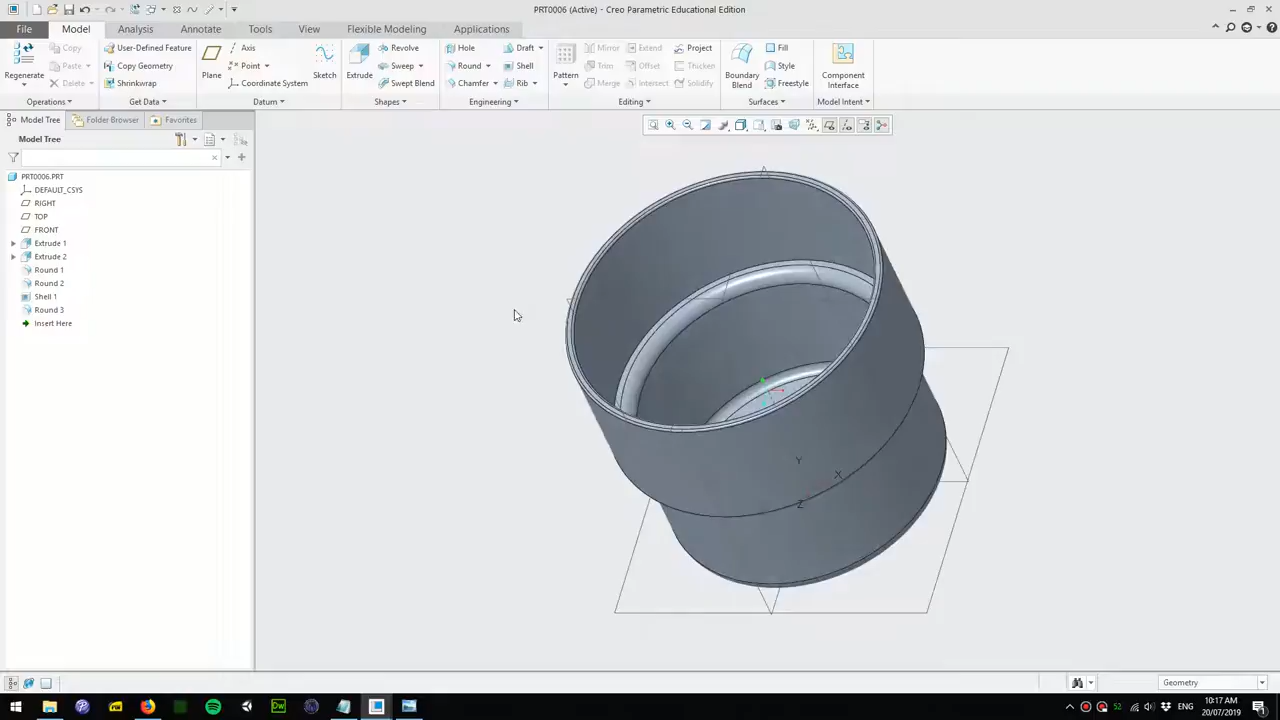 PRT0006 (Active) - Creo Parametric Educational Edition
File Model Analysis Annotate Tools View Flexible Modeling Applications
Regenerate
Copy
Paste
Delete
Operations
User-Defined Feature
Copy Geometry
Shrinkwrap
Get Data
Plane
Axis
Point
Coordinate System
Sketch
Datum
Extrude
Revolve
Sweep
Swept Blend
Shapes
Hole
Round
Chamfer
Draft
Shell
Rib
Engineering
Pattern
Mirror
Trim
Merge
Extend
Offset
Intersect
Project
Thicken
Solidify
Editing
Boundary
Blend
Fill
Style
Freestyle
Surfaces
Component
Interface
Model Intent
Model Tree Folder Browser Favorites
Model Tree
PRT0006.PRT
DEFAULT_CSYS
RIGHT
TOP
FRONT
Extrude 1
Extrude 2
Round 1
Round 2
Shell 1
Round 3
Insert Here
Y
X
Z
Geometry
Dw
52
ENG
10:17 AM
20/07/2019